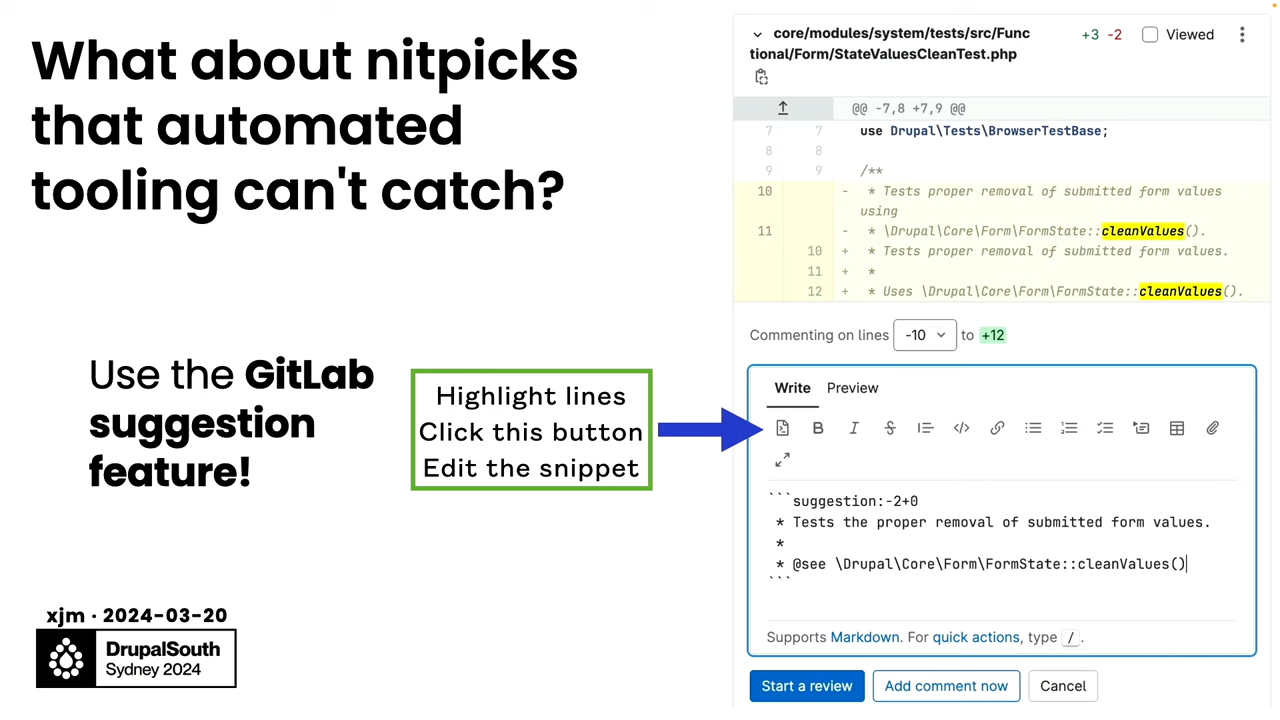 What about nitpicks
that automated
tooling can't catch?
Use the GitLab
suggestion
feature!
Highlight lines
Click this button
Edit the snippet
xjm · 2024-03-20
DrupalSouth
Sydney 2024
core/modules/system/tests/src/Func
tional/Form/StateValuesCleanTest.php
+3 -2 Viewed
@@ -7,8 +7,9 @@
7 7 use Drupal\Tests\BrowserTestBase;
8 8
9 9 /**
10 - * Tests proper removal of submitted form values
using
11 - * \Drupal\Core\Form\FormState::cleanValues().
10 + * Tests proper removal of submitted form values.
11 + *
12 + * Uses \Drupal\Core\Form\FormState::cleanValues().
Commenting on lines -10 to +12
Write Preview
```suggestion:-2+0
* Tests the proper removal of submitted form values.
*
* @see \Drupal\Core\Form\FormState::cleanValues()
```
Supports Markdown. For quick actions, type /.
Start a review Add comment now Cancel